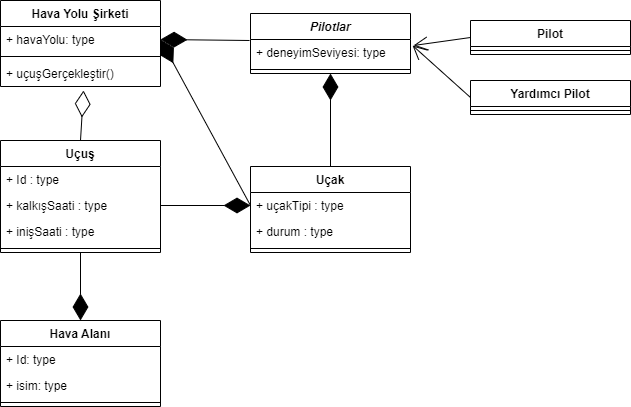 Hava Yolu Şirketi
+ havaYolu: type
+ uçuşGerçekleştir()
Pilotlar
+ deneyimSeviyesi: type
Pilot
Yardımcı Pilot
Uçuş
+ Id : type
+ kalkışSaati : type
+ inişSaati : type
Uçak
+ uçakTipi : type
+ durum : type
Hava Alanı
+ Id: type
+ isim: type